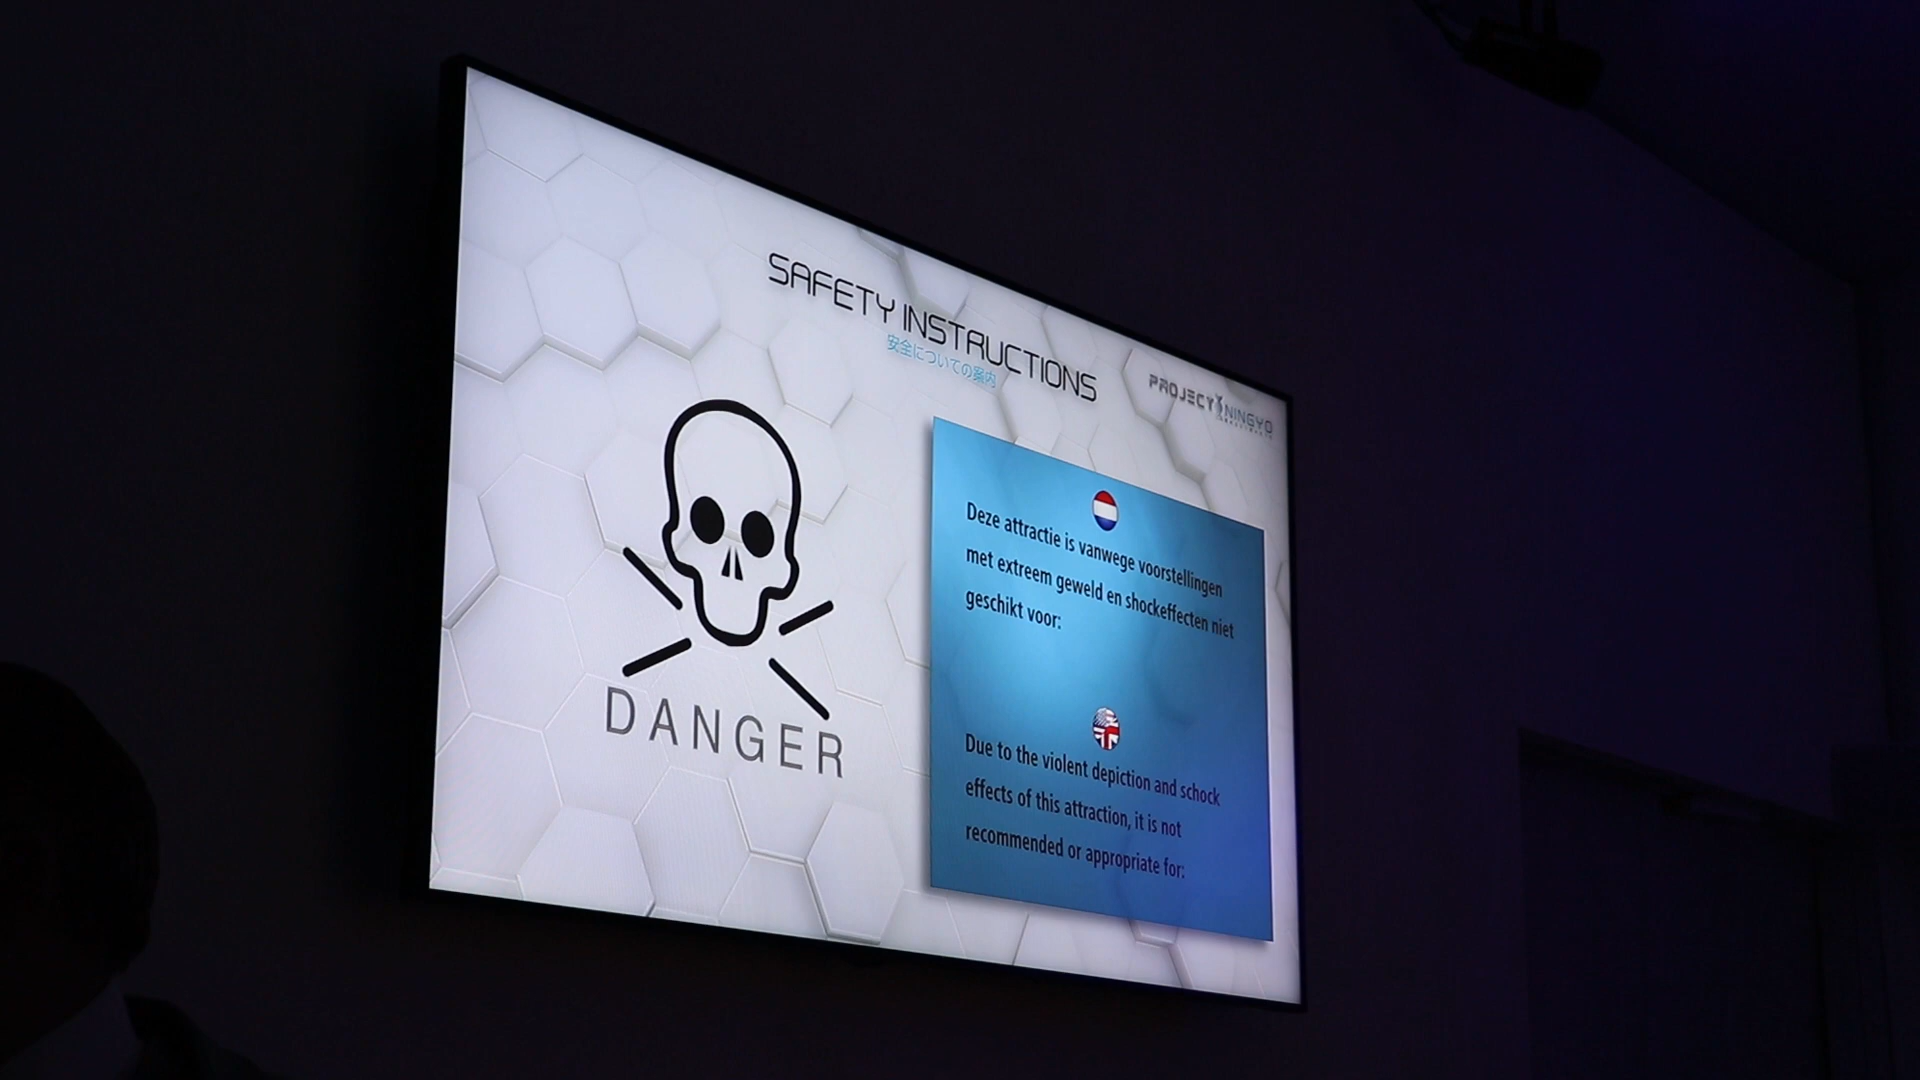 SAFETY INSTRUCTIONS
安全についての案内
PROJECT NINGYO
DANGER
Deze attractie is vanwege voorstellingen
met extreem geweld en shockeffecten niet
geschikt voor:
Due to the violent depiction and schock
effects of this attraction, it is not
recommended or appropriate for: